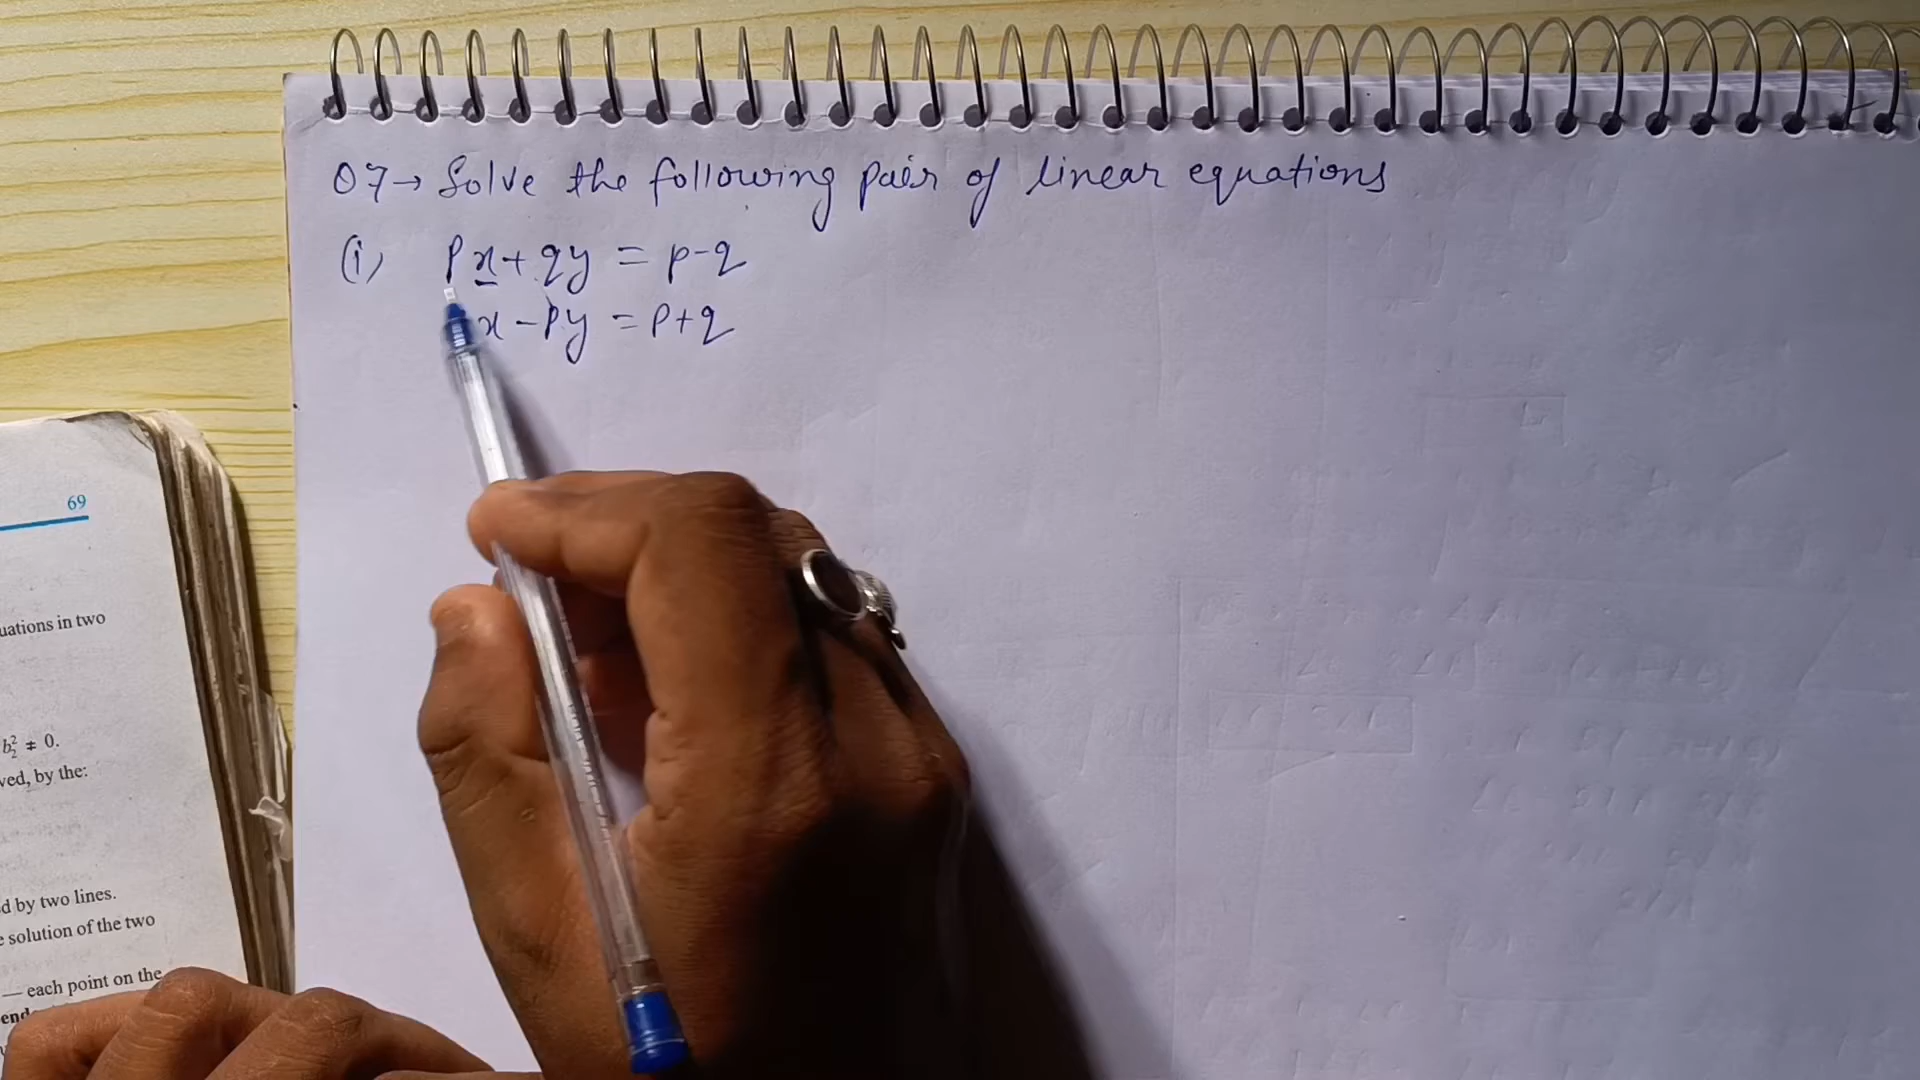 69
uations in two
b₂² ≠ 0.
ved, by the:
d by two lines.
e solution of the two
— each point on the
end
Q7→ Solve the following pair of linear equations
(i) px + qy = p-q
x - py = p+q